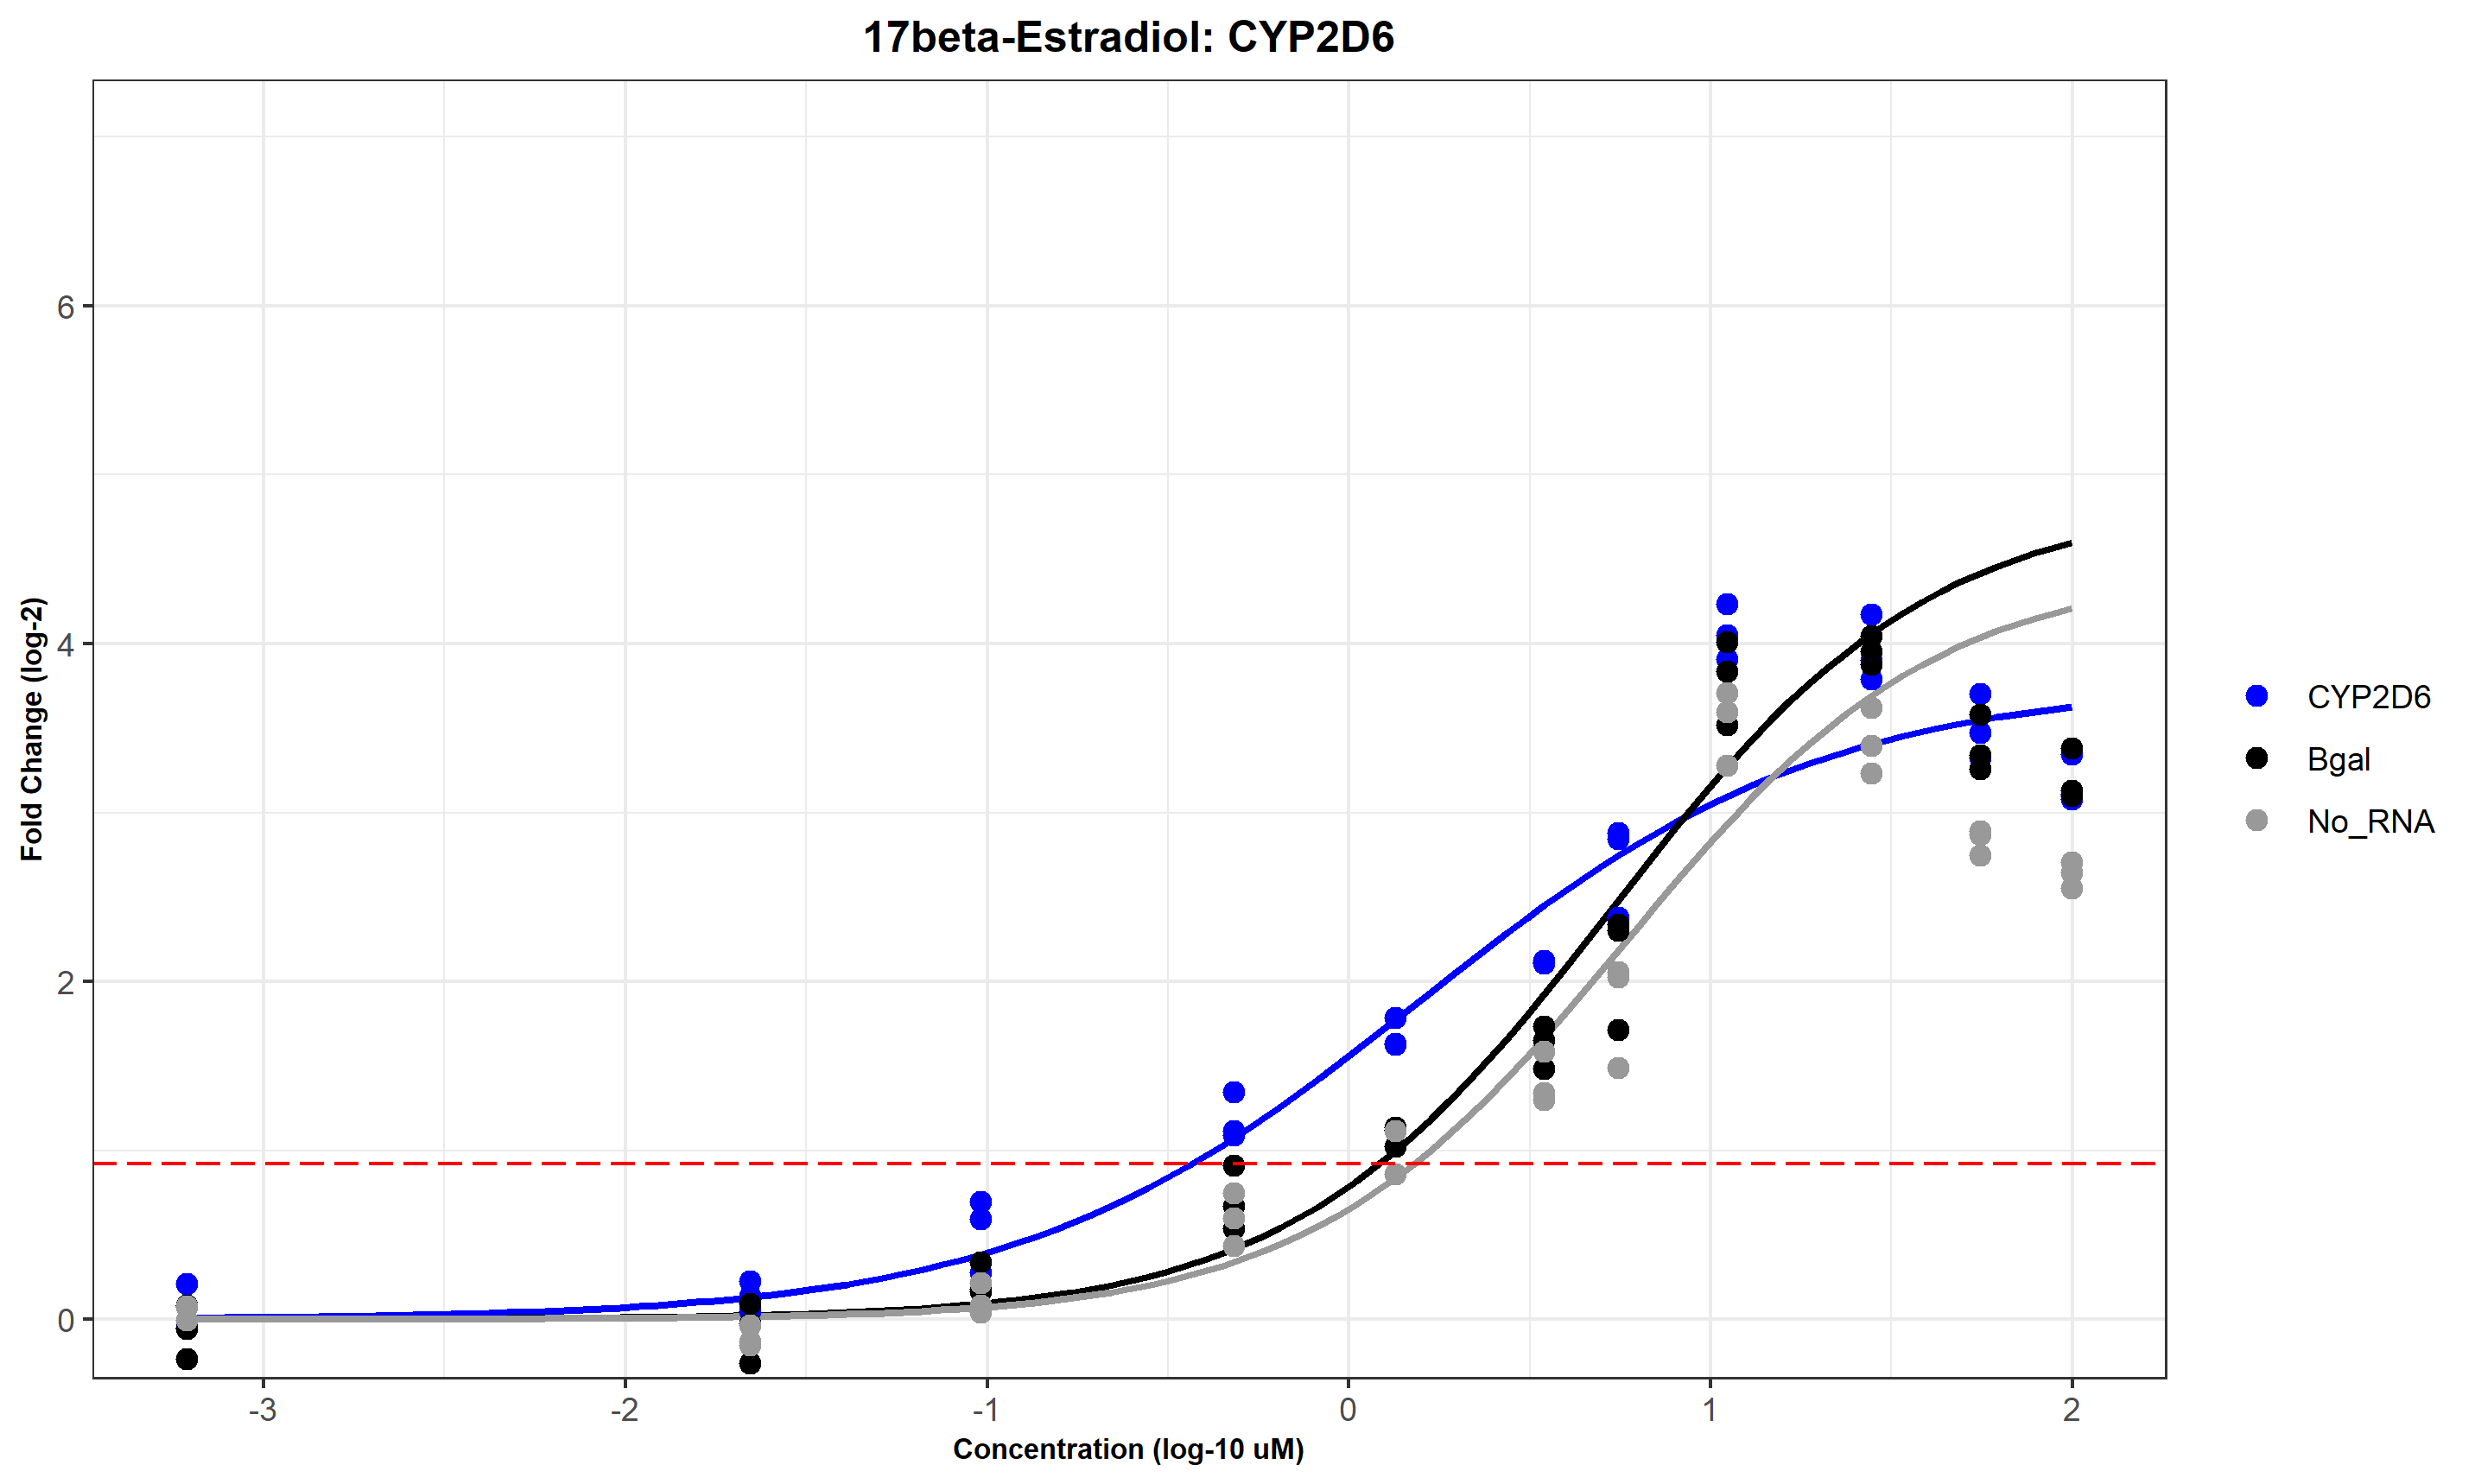 17beta-Estradiol: CYP2D6
Fold Change (log-2)
6
4
2
0
-3
-2
-1
0
1
2
Concentration (log-10 uM)
CYP2D6
Bgal
No_RNA